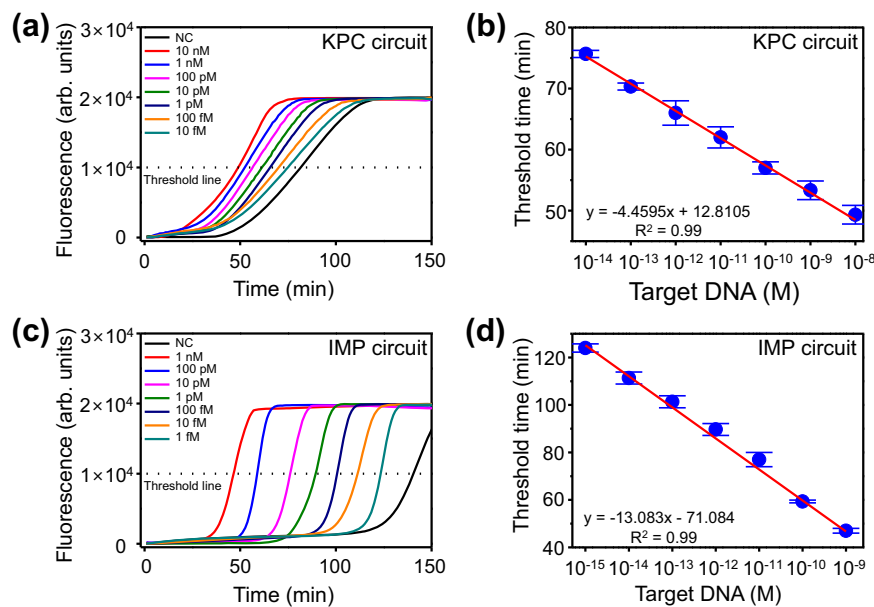 (a)
KPC circuit
NC
10 nM
1 nM
100 pM
10 pM
1 pM
100 fM
10 fM
Threshold line
3×10⁴
2×10⁴
1×10⁴
0
Fluorescence (arb. units)
0 50 100 150
Time (min)
(b)
KPC circuit
80
70
60
50
Threshold time (min)
y = -4.4595x + 12.8105
R² = 0.99
10⁻¹⁴ 10⁻¹³ 10⁻¹² 10⁻¹¹ 10⁻¹⁰ 10⁻⁹ 10⁻⁸
Target DNA (M)
(c)
IMP circuit
NC
1 nM
100 pM
10 pM
1 pM
100 fM
10 fM
1 fM
Threshold line
3×10⁴
2×10⁴
1×10⁴
0
Fluorescence (arb. units)
0 50 100 150
Time (min)
(d)
IMP circuit
120
100
80
60
40
Threshold time (min)
y = -13.083x - 71.084
R² = 0.99
10⁻¹⁵ 10⁻¹⁴ 10⁻¹³ 10⁻¹² 10⁻¹¹ 10⁻¹⁰ 10⁻⁹
Target DNA (M)